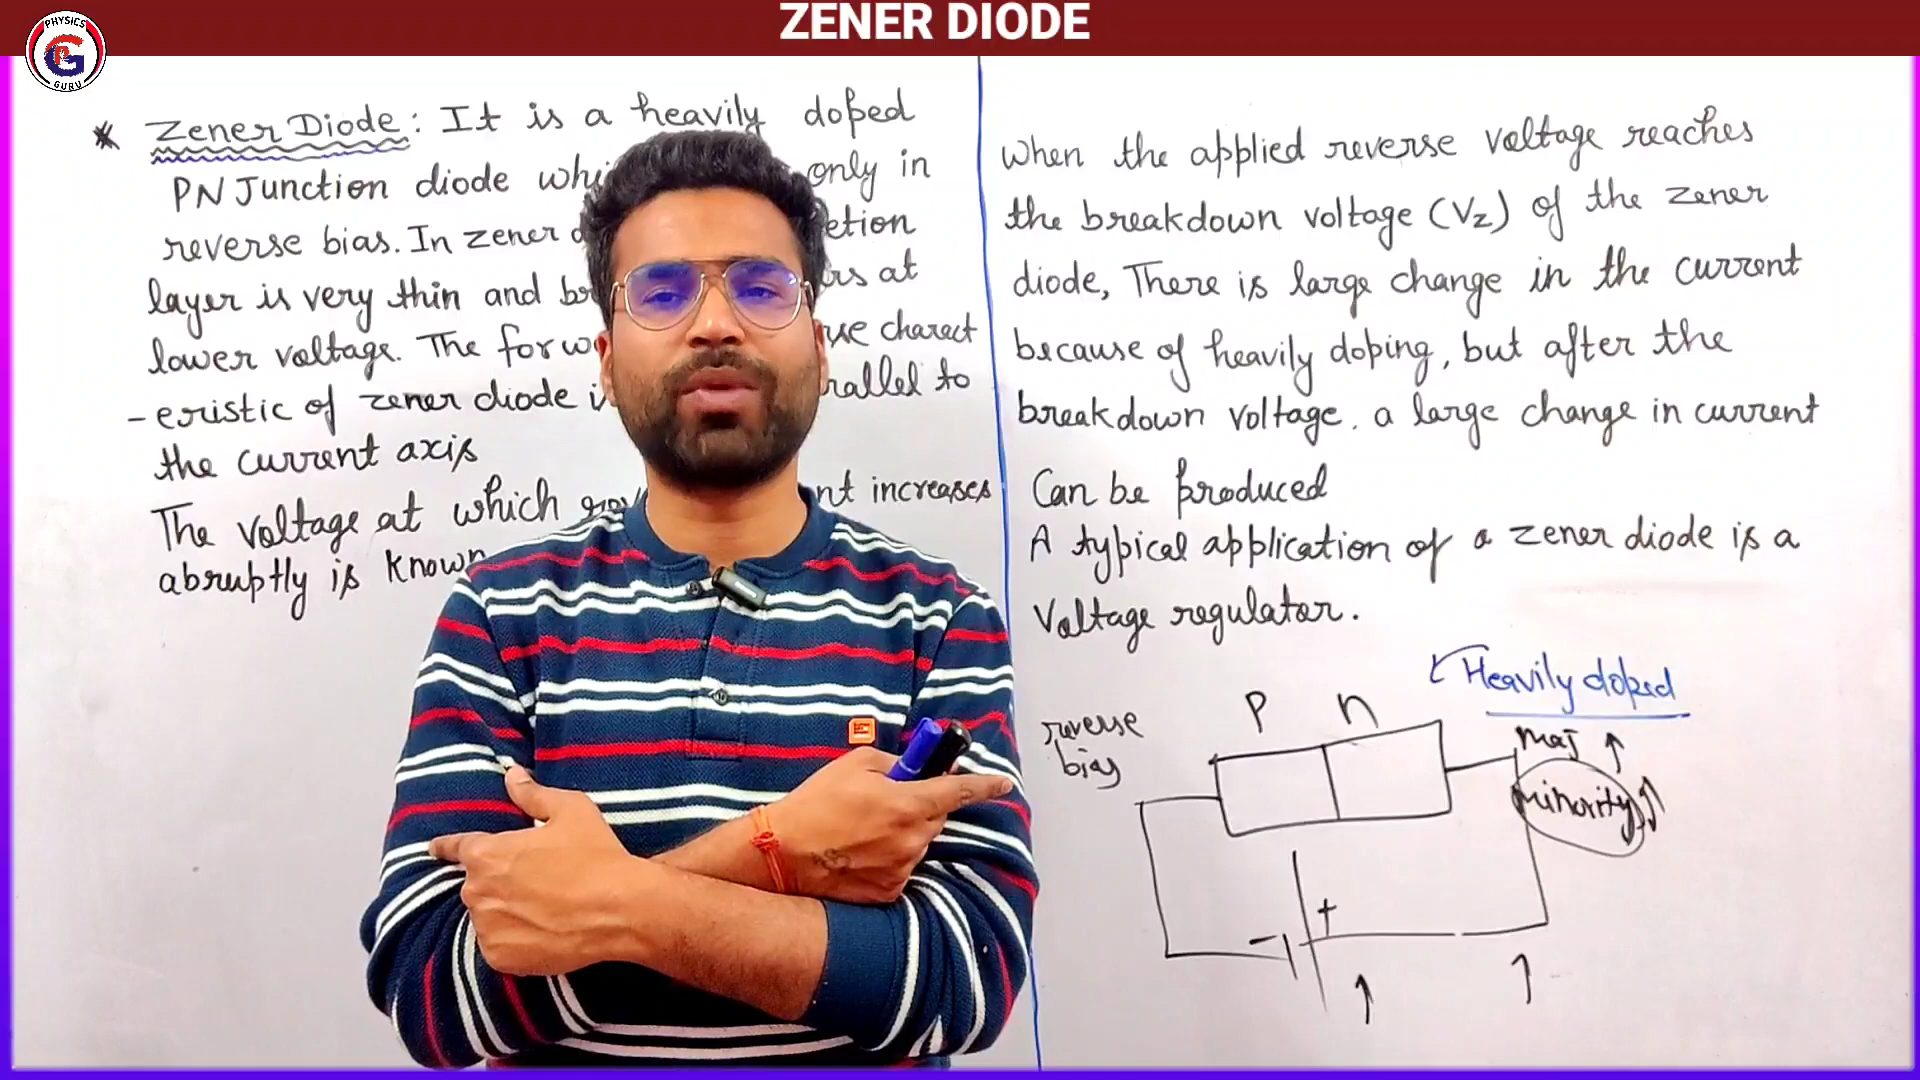 ZENER DIODE
PHYSICS
PG
GURU
* Zener Diode: It is a heavily doped
PN Junction diode only in
reverse bias. In zener
layer is very thin and at
lower voltage. The charact
-eristic of zener diode to
the current axis
The voltage at which increases
abruptly is known
When the applied reverse voltage reaches
the breakdown voltage (Vz) of the zener
diode, There is large change in the current
because of heavily doping, but after the
breakdown voltage. a large change in current
Can be produced
A typical application of a zener diode is a
Voltage regulator.
Heavily doped
reverse
bias
P n
Maj ↑
minority ↑
- +
↑ ↑